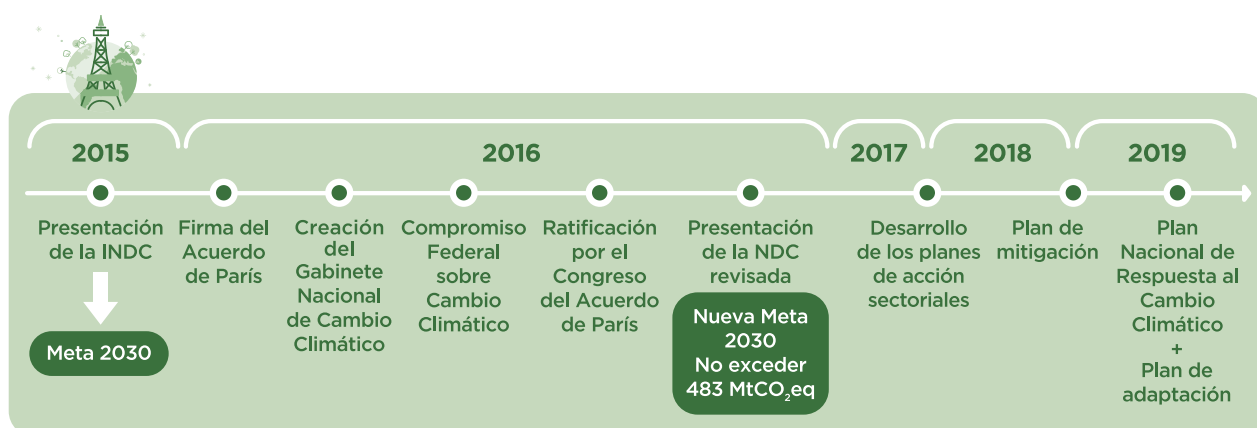 2015
2016
2017
2018
2019
Presentación
de la INDC
Meta 2030
Firma del
Acuerdo
de París
Creación
del
Gabinete
Nacional
de Cambio
Climático
Compromiso
Federal
sobre
Cambio
Climático
Ratificación
por el
Congreso
del Acuerdo
de París
Presentación
de la NDC
revisada
Nueva Meta
2030
No exceder
483 MtCO₂eq
Desarrollo
de los planes
de acción
sectoriales
Plan de
mitigación
Plan
Nacional de
Respuesta al
Cambio
Climático
+
Plan de
adaptación